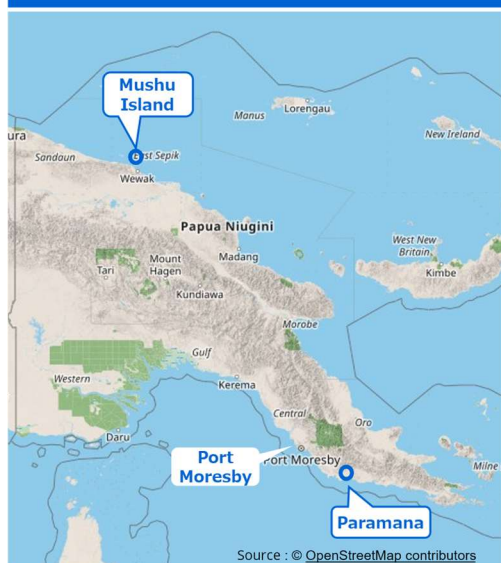 Mushu
Island
Manus
Lorengau
New Ireland
ura
Sandaun
East Sepik
Wewak
Papua Niugini
Madang
West New
Britain
Kimbe
Tari
Mount
Hagen
Kundiawa
Morobe
Gulf
Western
Kerema
Central
Oro
Daru
Port
Moresby
Port Moresby
Milne
Paramana
Source : © OpenStreetMap contributors